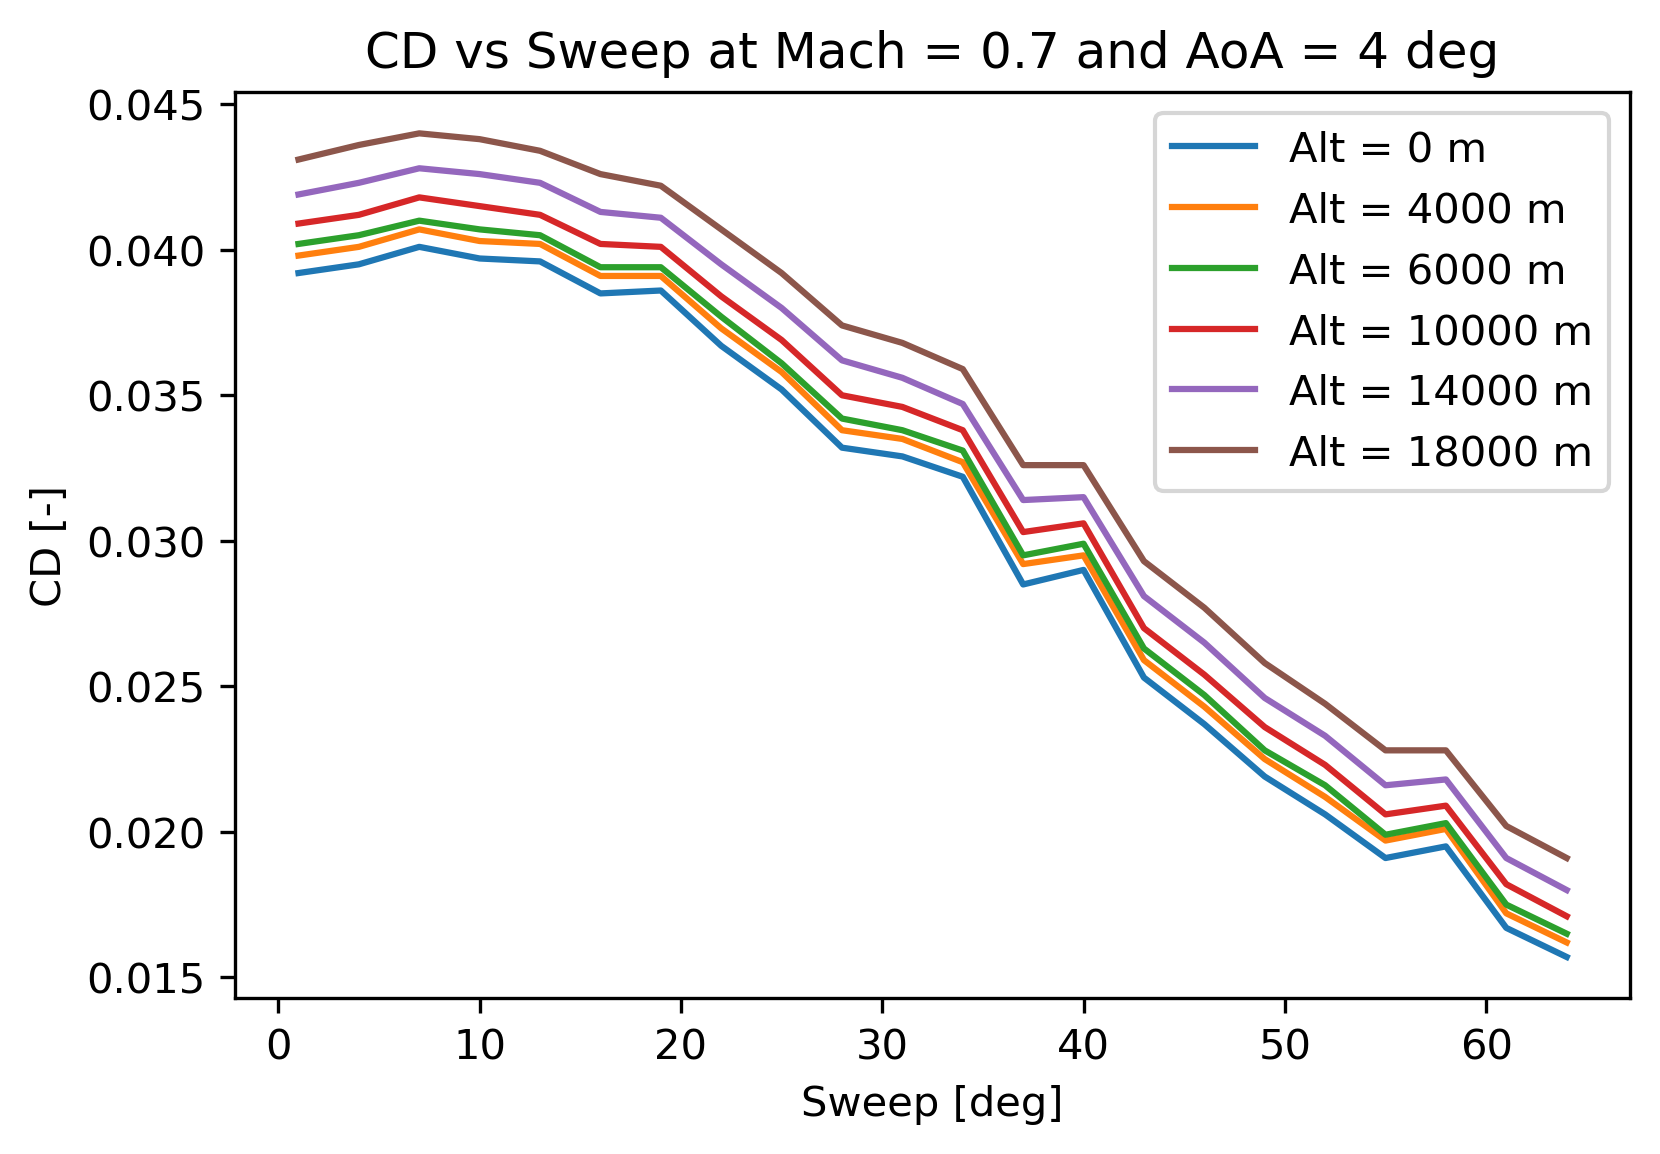 CD vs Sweep at Mach = 0.7 and AoA = 4 deg
0.045
0.040
0.035
0.030
0.025
0.020
0.015
CD [-]
Alt = 0 m
Alt = 4000 m
Alt = 6000 m
Alt = 10000 m
Alt = 14000 m
Alt = 18000 m
0 10 20 30 40 50 60
Sweep [deg]